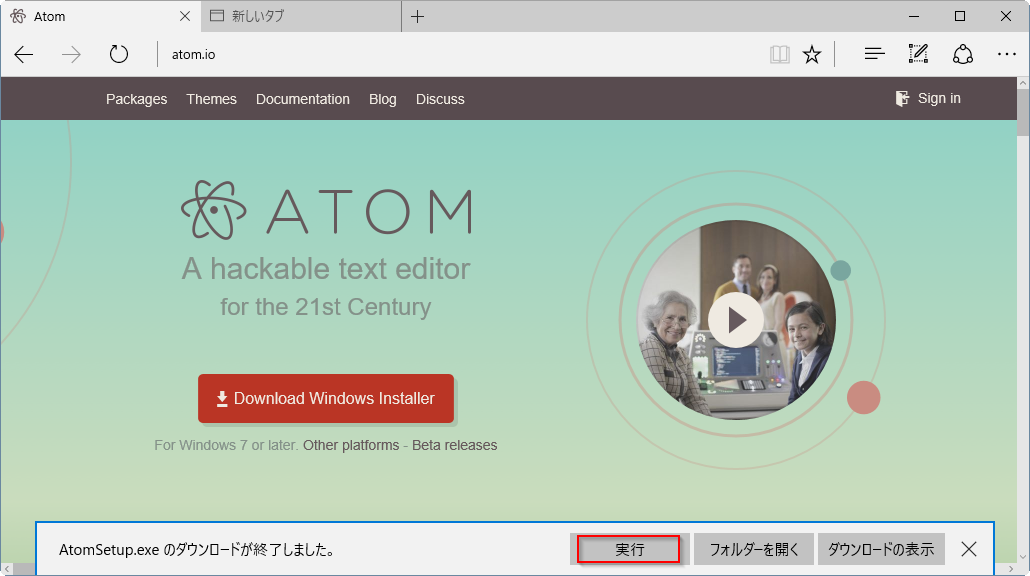 Atom
新しいタブ
atom.io
Packages Themes Documentation Blog Discuss Sign in
ATOM
A hackable text editor
for the 21st Century
Download Windows Installer
For Windows 7 or later. Other platforms - Beta releases
AtomSetup.exe のダウンロードが終了しました。 実行 フォルダーを開く ダウンロードの表示